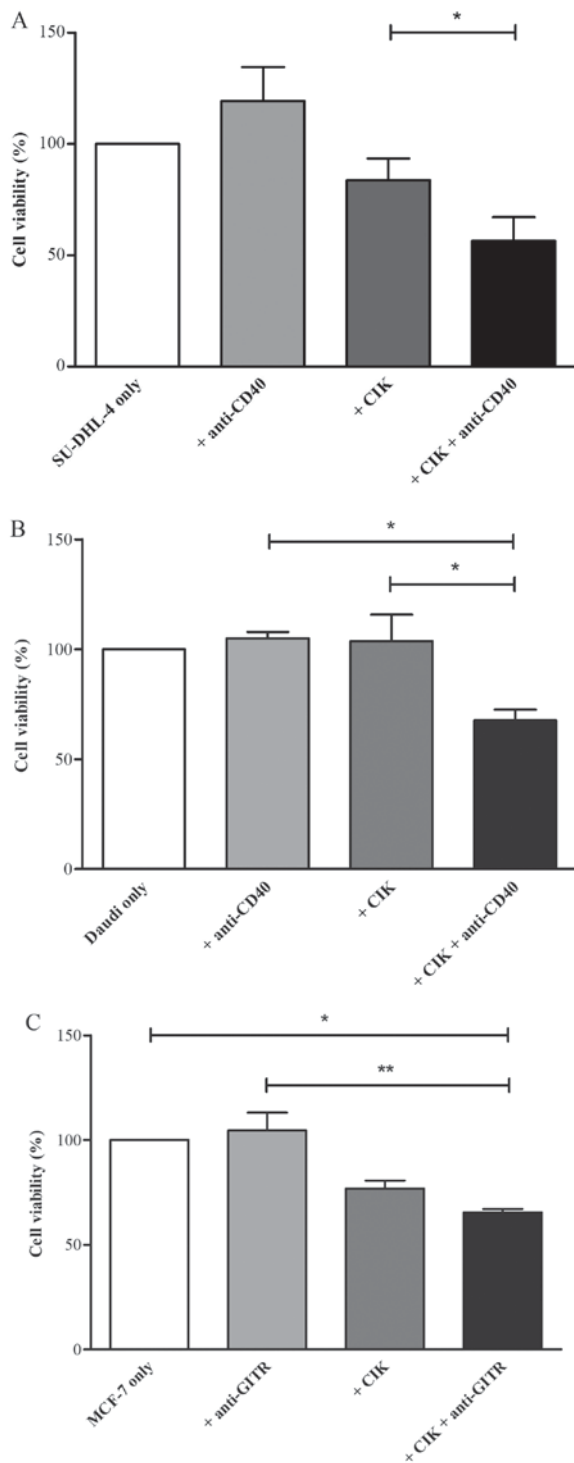 A
*
150
100
50
0
Cell viability (%)
SU-DHL-4 only
+ anti-CD40
+ CIK
+ CIK + anti-CD40
B
*
*
150
100
50
0
Cell viability (%)
Daudi only
+ anti-CD40
+ CIK
+ CIK + anti-CD40
C
*
**
150
100
50
0
Cell viability (%)
MCF-7 only
+ anti-GITR
+ CIK
+ CIK + anti-GITR